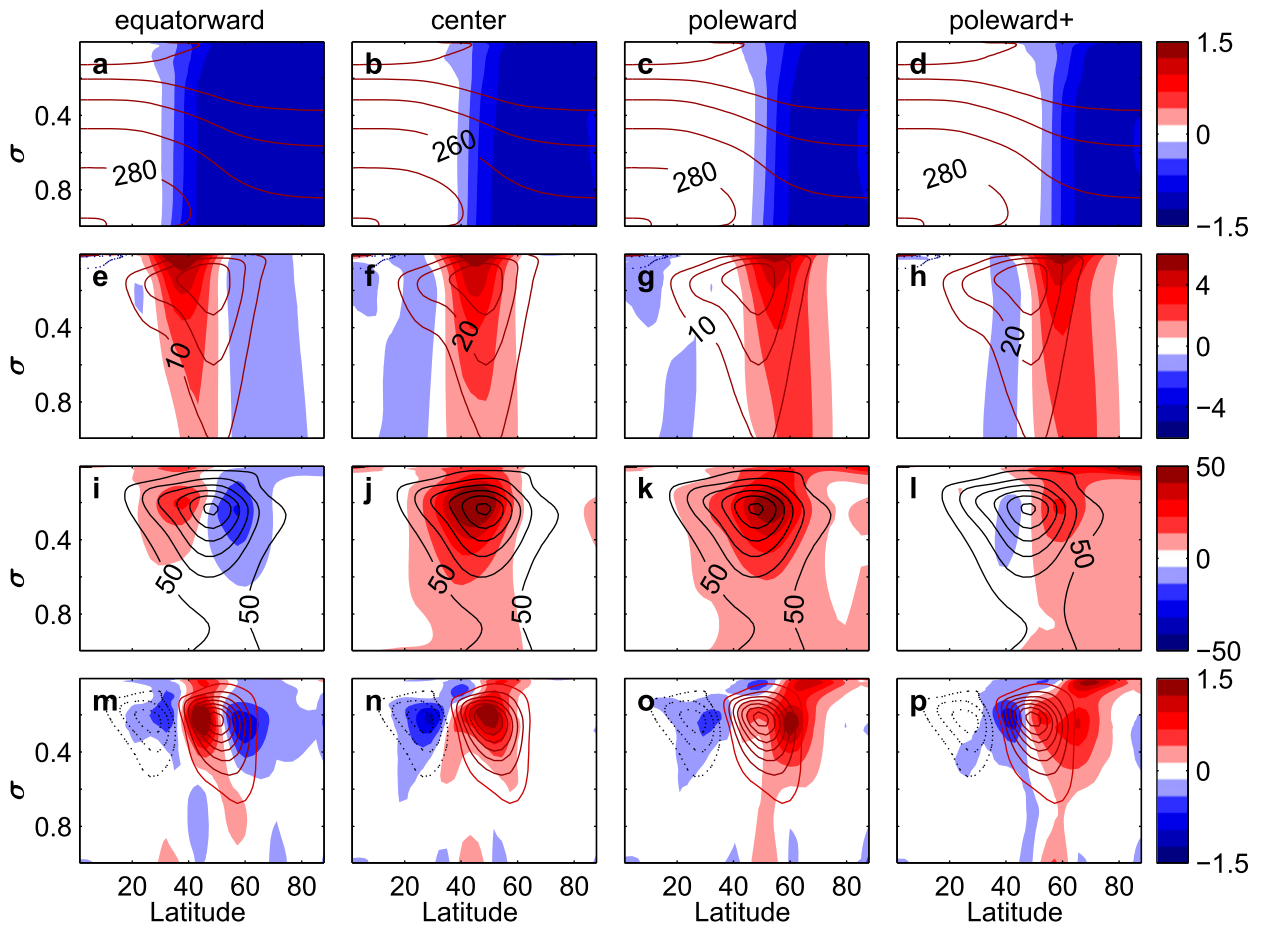 equatorward center poleward poleward+
a b c d
280 260 280 280
σ 0.4 0.8
1.5 0 −1.5
e f g h
10 20 10 20
σ 0.4 0.8
4 0 −4
i j k l
50 50 50 50 50 50 50
σ 0.4 0.8
50 0 −50
m n o p
σ 0.4 0.8
1.5 0 −1.5
20 40 60 80 20 40 60 80 20 40 60 80 20 40 60 80
Latitude Latitude Latitude Latitude